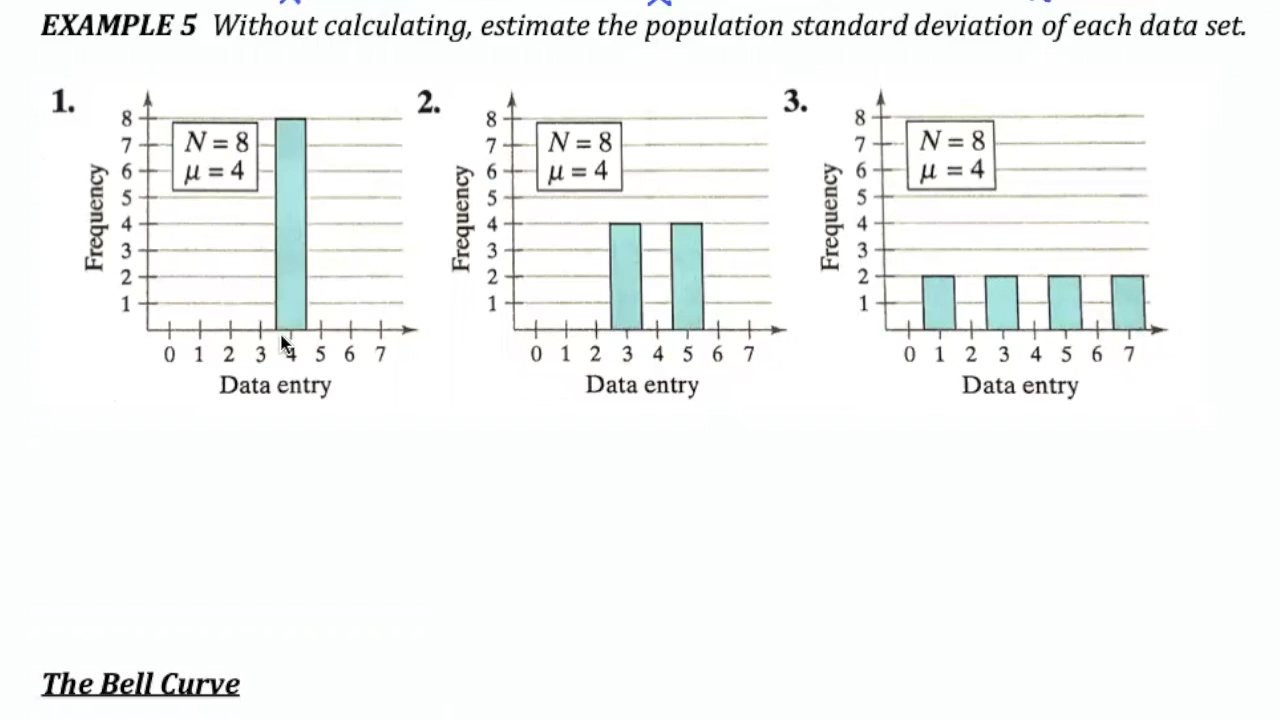 EXAMPLE 5 Without calculating, estimate the population standard deviation of each data set.
1.
8
7
6
5
4
3
2
1
N = 8
μ = 4
Frequency
0 1 2 3 4 5 6 7
Data entry
2.
8
7
6
5
4
3
2
1
N = 8
μ = 4
Frequency
0 1 2 3 4 5 6 7
Data entry
3.
8
7
6
5
4
3
2
1
N = 8
μ = 4
Frequency
0 1 2 3 4 5 6 7
Data entry
The Bell Curve